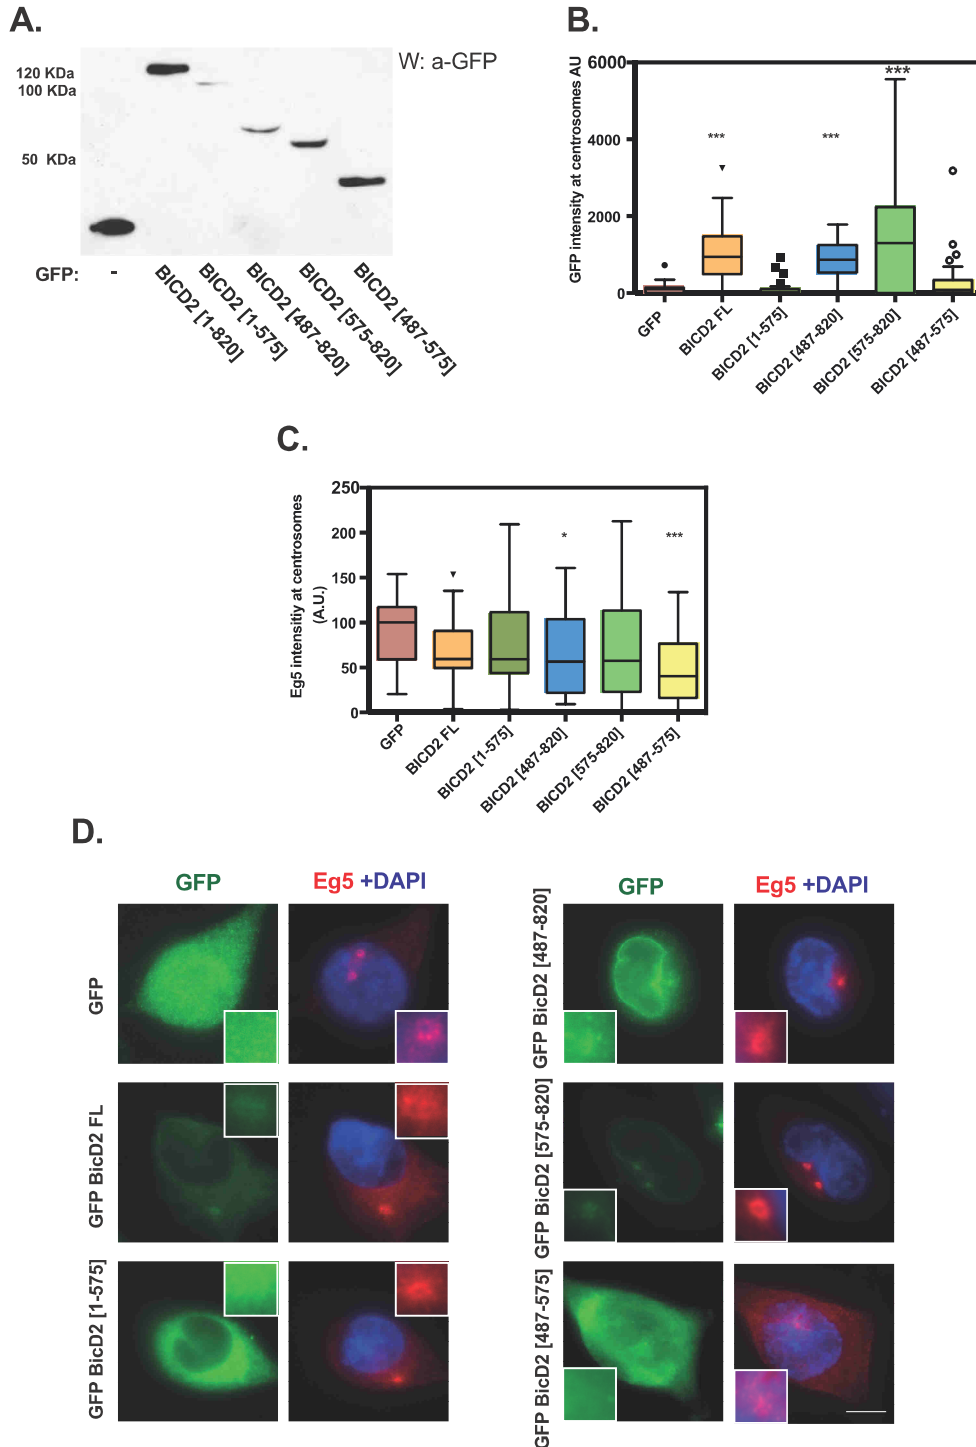 A.
W: a-GFP
120 KDa
100 KDa
50 KDa
GFP:
-
BICD2 [1-820]
BICD2 [1-575]
BICD2 [487-820]
BICD2 [575-820]
BICD2 [487-575]
B.
GFP intensity at centrosomes AU
6000
4000
2000
0
***
***
***
GFP
BICD2 FL
BICD2 [1-575]
BICD2 [487-820]
BICD2 [575-820]
BICD2 [487-575]
C.
Eg5 intensitiy at centrosomes
(A.U.)
250
200
150
100
50
0
*
***
GFP
BICD2 FL
BICD2 [1-575]
BICD2 [487-820]
BICD2 [575-820]
BICD2 [487-575]
D.
GFP
Eg5 +DAPI
GFP
Eg5 +DAPI
GFP
GFP BicD2 FL
GFP BicD2 [1-575]
GFP BicD2 [487-820]
GFP BicD2 [575-820]
GFP BicD2 [487-575]